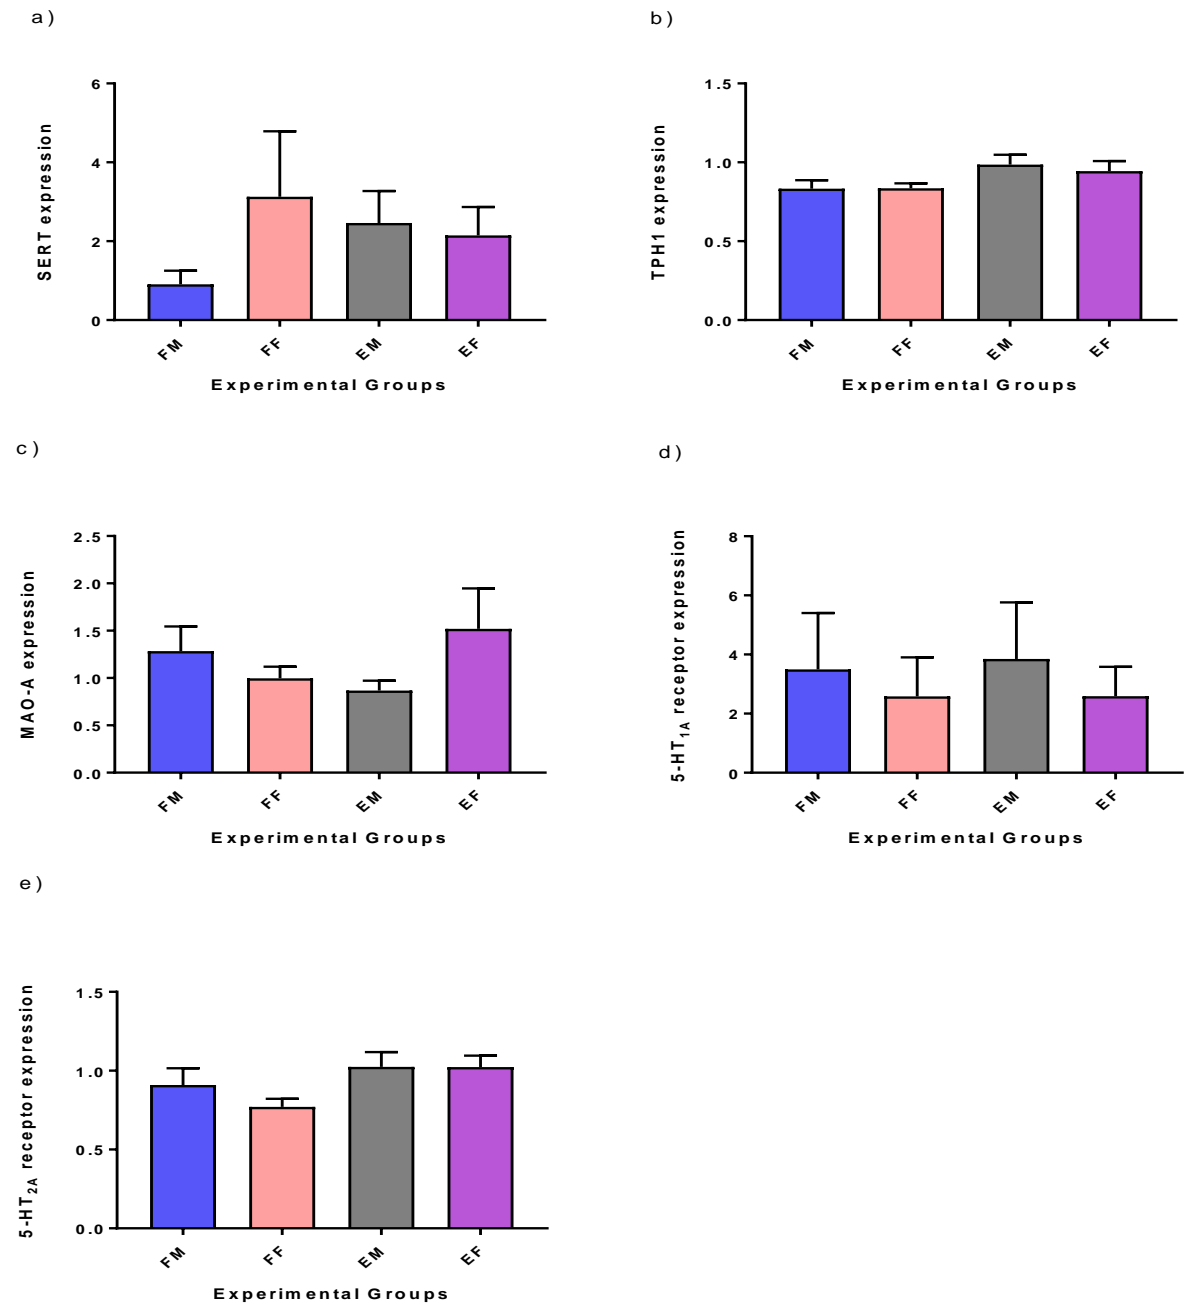 a)
SERT expression
6
4
2
0
FM
FF
EM
EF
Experimental Groups
b)
TPH1 expression
1.5
1.0
0.5
0.0
FM
FF
EM
EF
Experimental Groups
c)
MAO-A expression
2.5
2.0
1.5
1.0
0.5
0.0
FM
FF
EM
EF
Experimental Groups
d)
5-HT1A receptor expression
8
6
4
2
0
FM
FF
EM
EF
Experimental Groups
e)
5-HT2A receptor expression
1.5
1.0
0.5
0.0
FM
FF
EM
EF
Experimental Groups